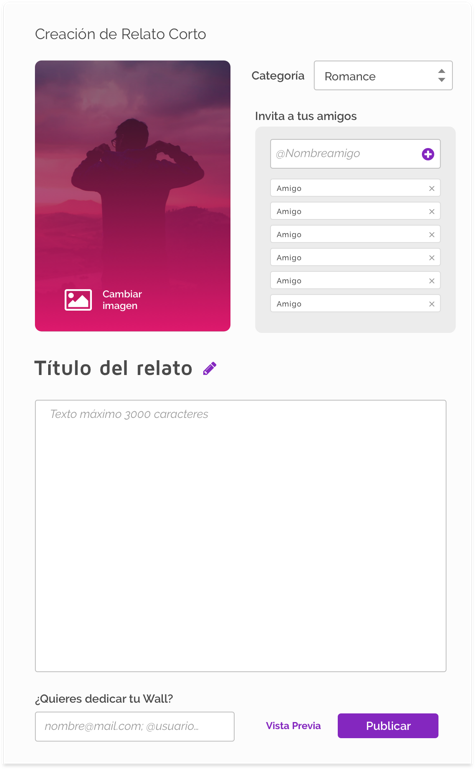 Creación de Relato Corto
Categoría
Romance
Invita a tus amigos
@Nombreamigo
Amigo
Amigo
Amigo
Amigo
Amigo
Amigo
Cambiar
imagen
Título del relato
Texto máximo 3000 caracteres
¿Quieres dedicar tu Wall?
nombre@mail.com; @usuario...
Vista Previa
Publicar